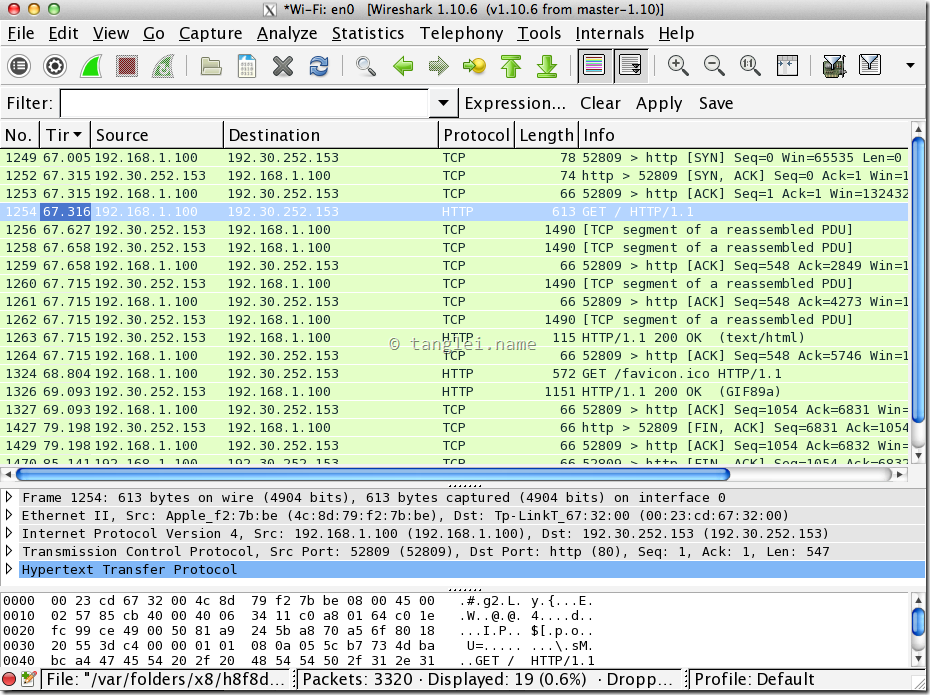 *Wi-Fi: en0 [Wireshark 1.10.6 (v1.10.6 from master-1.10)]
File Edit View Go Capture Analyze Statistics Telephony Tools Internals Help
Filter: Expression... Clear Apply Save
No. Tir Source Destination Protocol Length Info
1249 67.005 192.168.1.100 192.30.252.153 TCP 78 52809 > http [SYN] Seq=0 Win=65535 Len=0
1252 67.315 192.30.252.153 192.168.1.100 TCP 74 http > 52809 [SYN, ACK] Seq=0 Ack=1 Win=1
1253 67.315 192.168.1.100 192.30.252.153 TCP 66 52809 > http [ACK] Seq=1 Ack=1 Win=132432
1254 67.316 192.168.1.100 192.30.252.153 HTTP 613 GET / HTTP/1.1
1256 67.627 192.30.252.153 192.168.1.100 TCP 1490 [TCP segment of a reassembled PDU]
1258 67.658 192.30.252.153 192.168.1.100 TCP 1490 [TCP segment of a reassembled PDU]
1259 67.658 192.168.1.100 192.30.252.153 TCP 66 52809 > http [ACK] Seq=548 Ack=2849 Win=1
1260 67.715 192.30.252.153 192.168.1.100 TCP 1490 [TCP segment of a reassembled PDU]
1261 67.715 192.168.1.100 192.30.252.153 TCP 66 52809 > http [ACK] Seq=548 Ack=4273 Win=1
1262 67.715 192.30.252.153 192.168.1.100 TCP 1490 [TCP segment of a reassembled PDU]
1263 67.715 192.30.252.153 192.168.1.100 HTTP 115 HTTP/1.1 200 OK (text/html)
© tanglei.name
1264 67.715 192.168.1.100 192.30.252.153 TCP 66 52809 > http [ACK] Seq=548 Ack=5746 Win=1
1324 68.804 192.168.1.100 192.30.252.153 HTTP 572 GET /favicon.ico HTTP/1.1
1326 69.093 192.30.252.153 192.168.1.100 HTTP 1151 HTTP/1.1 200 OK (GIF89a)
1327 69.093 192.168.1.100 192.30.252.153 TCP 66 52809 > http [ACK] Seq=1054 Ack=6831 Win=
1427 79.198 192.30.252.153 192.168.1.100 TCP 66 http > 52809 [FIN, ACK] Seq=6831 Ack=1054
1429 79.198 192.168.1.100 192.30.252.153 TCP 66 52809 > http [ACK] Seq=1054 Ack=6832 Win=
1470 85.141 192.168.1.100 192.30.252.153 TCP 66 52809 > http [FIN, ACK] Seq=1054 Ack=6832
Frame 1254: 613 bytes on wire (4904 bits), 613 bytes captured (4904 bits) on interface 0
Ethernet II, Src: Apple_f2:7b:be (4c:8d:79:f2:7b:be), Dst: Tp-LinkT_67:32:00 (00:23:cd:67:32:00)
Internet Protocol Version 4, Src: 192.168.1.100 (192.168.1.100), Dst: 192.30.252.153 (192.30.252.153)
Transmission Control Protocol, Src Port: 52809 (52809), Dst Port: http (80), Seq: 1, Ack: 1, Len: 547
Hypertext Transfer Protocol
0000 00 23 cd 67 32 00 4c 8d 79 f2 7b be 08 00 45 00 .#.g2.L. y.{...E.
0010 02 57 85 cb 40 00 40 06 34 11 c0 a8 01 64 c0 1e .W..@.@. 4....d..
0020 fc 99 ce 49 00 50 81 a9 24 5b a8 70 a5 6f 80 18 ...I.P.. $[.p.o..
0030 20 55 3d c4 00 00 01 01 08 0a 05 5c b7 73 4d ba U=..... ...\.sM.
0040 bc a4 47 45 54 20 2f 20 48 54 54 50 2f 31 2e 31 ..GET / HTTP/1.1
File: "/var/folders/x8/h8f8d... Packets: 3320 · Displayed: 19 (0.6%) · Dropp... Profile: Default